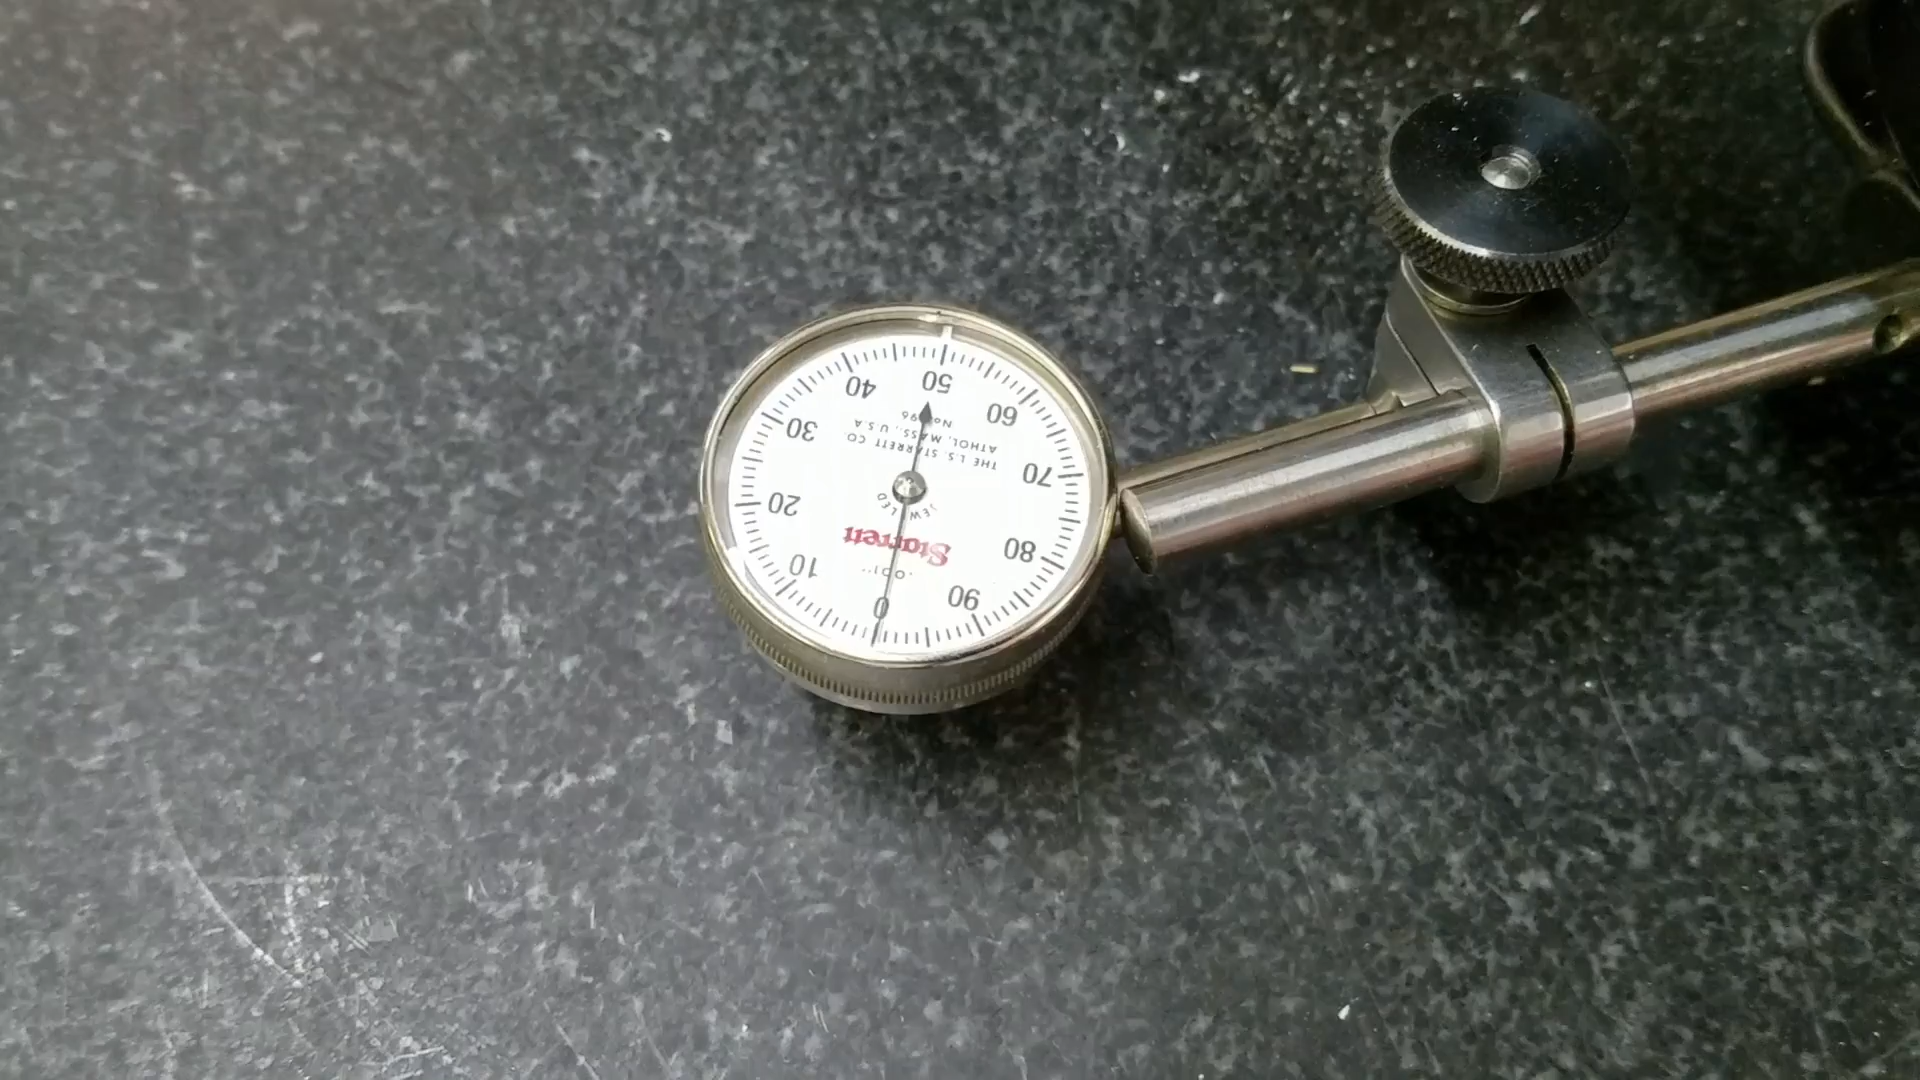 .001"
Starrett
JEWELED
THE L.S. STARRETT CO
ATHOL, MASS., U.S.A
0
10
20
30
40
50
60
70
80
90